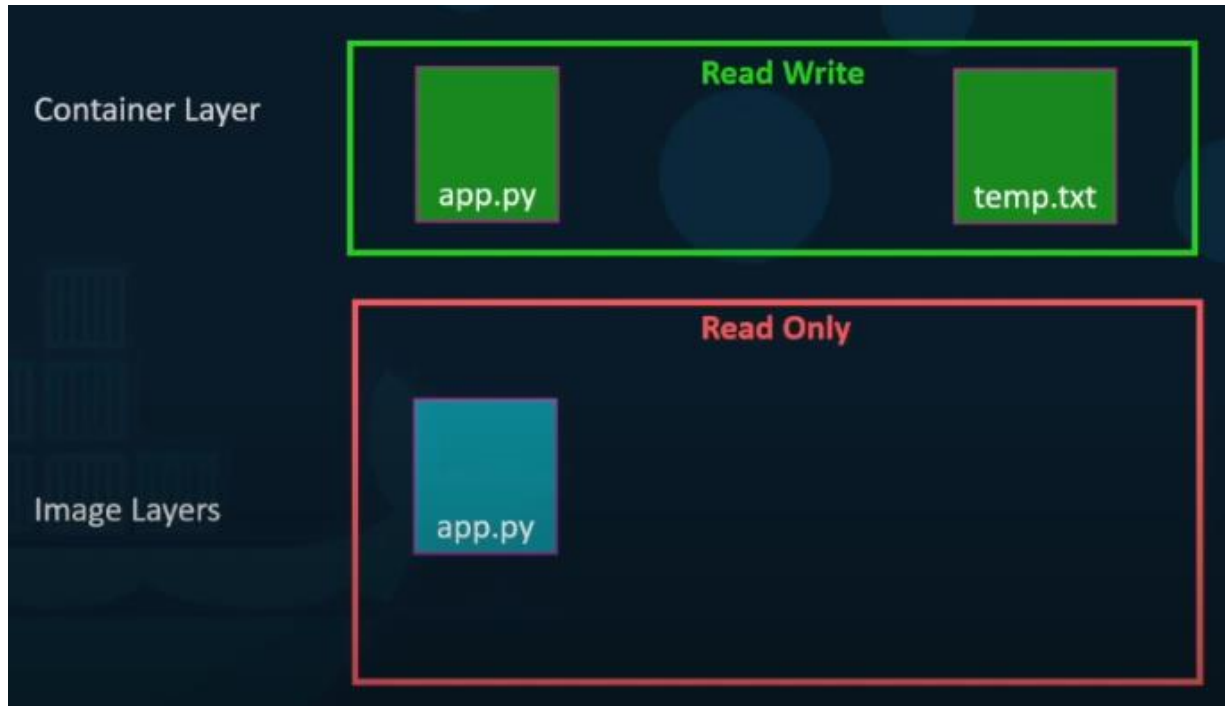 Container Layer
Read Write
app.py
temp.txt
Read Only
Image Layers
app.py